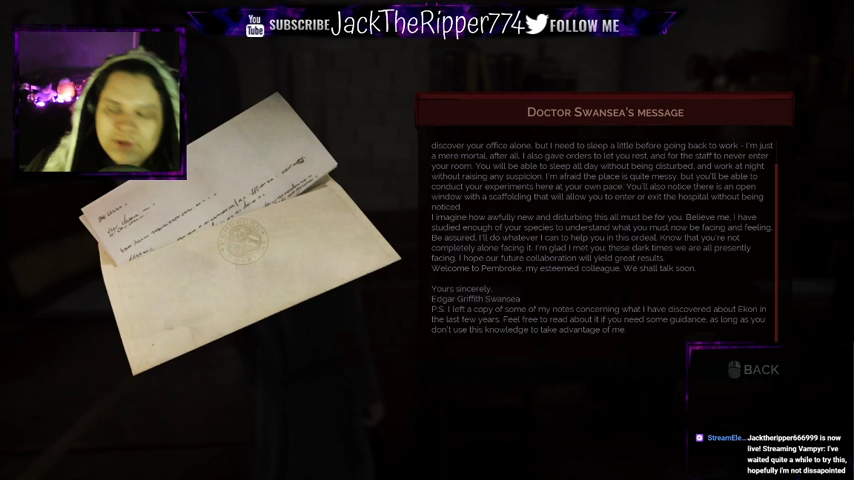 You Tube SUBSCRIBE JackTheRipper774 FOLLOW ME
DOCTOR SWANSEA'S MESSAGE
discover your office alone, but I need to sleep a little before going back to work - I'm just
a mere mortal, after all. I also gave orders to let you rest, and for the staff to never enter
your room. You will be able to sleep all day without being disturbed, and work at night
without raising any suspicion. I'm afraid the place is quite messy, but you'll be able to
conduct your experiments here at your own pace. You'll also notice there is an open
window with a scaffolding that will allow you to enter or exit the hospital without being
noticed.
I imagine how awfully new and disturbing this all must be for you. Believe me, I have
studied enough of your species to understand what you must now be facing and feeling.
Be assured, I'll do whatever I can to help you in this ordeal. Know that you're not
completely alone facing it. I'm glad I met you; these dark times we are all presently
facing, I hope our future collaboration will yield great results.
Welcome to Pembroke, my esteemed colleague. We shall talk soon.
Yours sincerely,
Edgar Griffith Swansea
P.S. I left a copy of some of my notes concerning what I have discovered about Ekon in
the last few years. Feel free to read about it if you need some guidance, as long as you
don't use this knowledge to take advantage of me.
BACK
StreamEle... Jacktheripper666999 is now
live! Streaming Vampyr: I've
waited quite a while to try this,
hopefully i'm not dissapointed